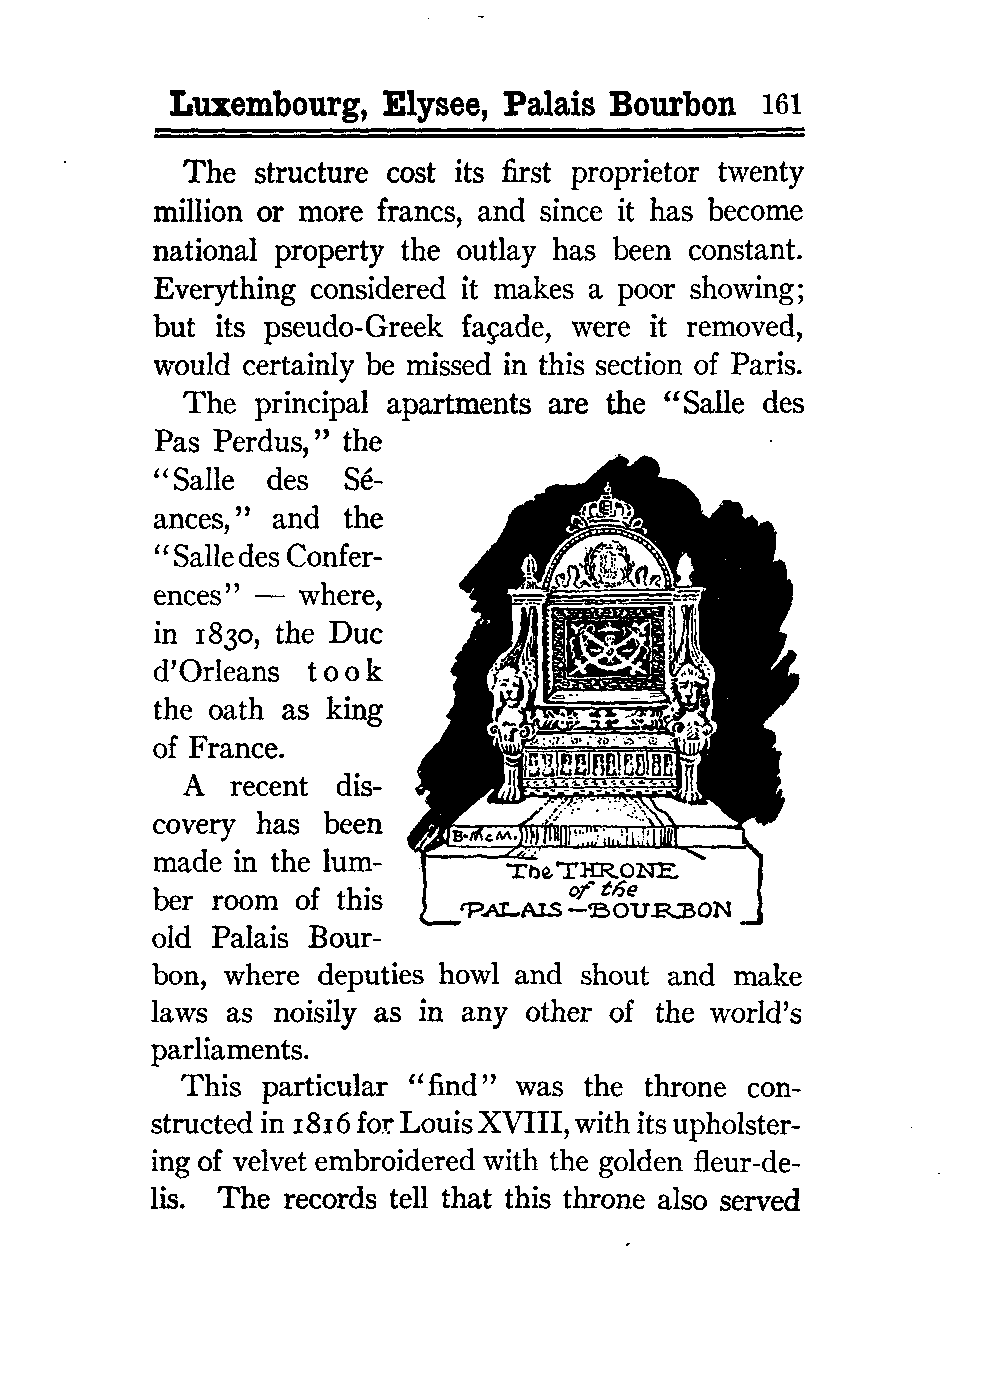 Luxembourg, Elysee, Palais Bourbon 161
The structure cost its first proprietor twenty
million or more francs, and since it has become
national property the outlay has been constant.
Everything considered it makes a poor showing;
but its pseudo-Greek façade, were it removed,
would certainly be missed in this section of Paris.
The principal apartments are the “Salle des
Pas Perdus,” the
“Salle des Sé-
ances,” and the
“Salle des Confer-
ences” — where,
in 1830, the Duc
d’Orleans took
the oath as king
of France.
A recent dis-
covery has been
made in the lum-
ber room of this
old Palais Bour-
bon, where deputies howl and shout and make
laws as noisily as in any other of the world’s
parliaments.
This particular “find” was the throne con-
structed in 1816 for Louis XVIII, with its upholster-
ing of velvet embroidered with the golden fleur-de-
lis. The records tell that this throne also served
B. McM.
The THRONE
of the
PALAIS—BOURBON